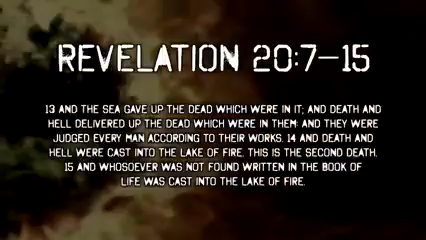 REVELATION 20:7-15
13 AND THE SEA GAVE UP THE DEAD WHICH WERE IN IT; AND DEATH AND
HELL DELIVERED UP THE DEAD WHICH WERE IN THEM: AND THEY WERE
JUDGED EVERY MAN ACCORDING TO THEIR WORKS. 14 AND DEATH AND
HELL WERE CAST INTO THE LAKE OF FIRE. THIS IS THE SECOND DEATH.
15 AND WHOSOEVER WAS NOT FOUND WRITTEN IN THE BOOK OF
LIFE WAS CAST INTO THE LAKE OF FIRE.